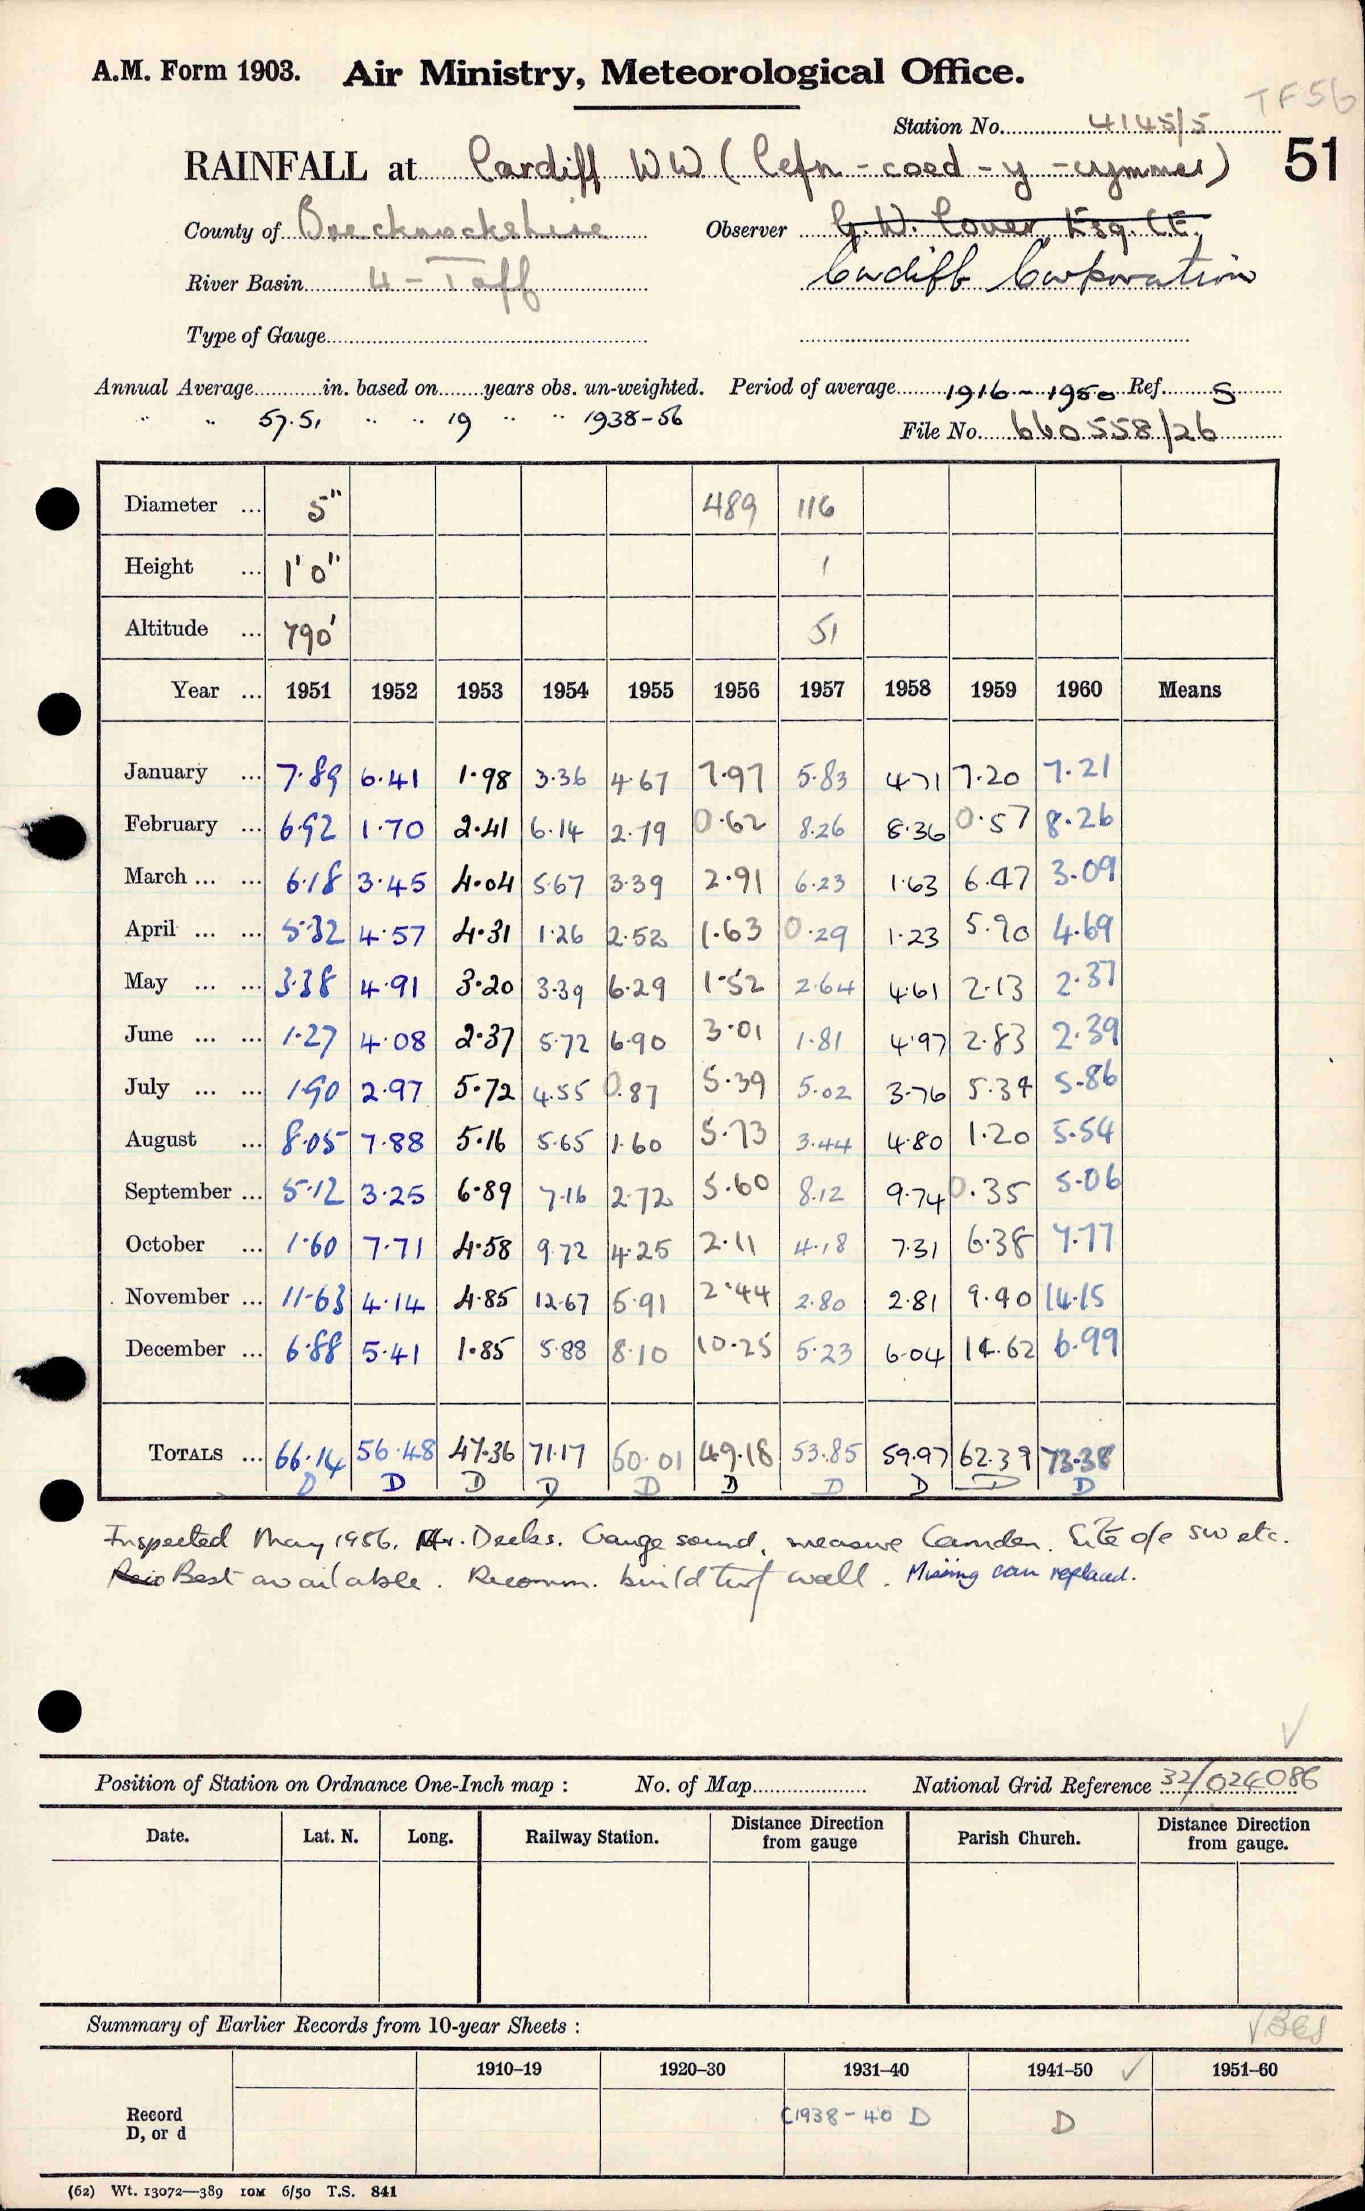 TF56
A.M. Form 1903. Air Ministry, Meteorological Office.
Station No. 4145/5
51
RAINFALL at Cardiff WW (Cefn-coed-y-cymmer)
County of Brecknockshire Observer G.W. Cover Esq. C.E.
River Basin 4 - Taff Cardiff Corporation
Type of Gauge
Annual Average in. based on years obs. un-weighted. Period of average 1916-1950 Ref. S
" " 57.51 " " 19 " " 1938-56
File No. 660558/26
Diameter ... 5" 489 116
Height ... 1' 0" 1
Altitude ... 790' 51
Year ... 1951 1952 1953 1954 1955 1956 1957 1958 1959 1960 Means
January ... 7.89 6.41 1.98 3.36 4.67 7.97 5.83 4.71 7.20 7.21
February ... 6.92 1.70 2.41 6.14 2.79 0.62 8.26 8.36 0.57 8.26
March ... ... 6.18 3.45 4.04 5.67 3.39 2.91 6.23 1.63 6.47 3.09
April ... ... 5.32 4.57 4.31 1.26 2.52 1.63 0.29 1.23 5.90 4.69
May ... ... 3.38 4.91 3.20 3.39 6.29 1.52 2.64 4.61 2.13 2.37
June ... ... 1.27 4.08 2.37 5.72 6.90 3.01 1.81 4.97 2.83 2.39
July ... ... 1.90 2.97 5.72 4.55 0.87 5.39 5.02 3.76 5.34 5.86
August ... 8.05 7.88 5.16 5.65 1.60 5.73 3.44 4.80 1.20 5.54
September ... 5.12 3.25 6.89 7.16 2.72 5.60 8.12 9.74 0.35 5.06
October ... 1.60 7.71 4.58 9.72 4.25 2.11 4.18 7.31 6.38 7.77
November ... 11.63 4.14 4.85 12.67 5.91 2.44 2.80 2.81 9.40 14.15
December ... 6.88 5.41 1.85 5.88 8.10 10.25 5.23 6.04 14.62 6.99
TOTALS ... 66.14 56.48 47.36 71.17 50.01 49.18 53.85 59.97 62.39 73.38
D D D D D D D D D D
Inspected May 1956. Mr. Deeks. Gauge sound, measure Camden. Site o/e SW etc.
Best available. Recomm. build turf wall. Missing can replaced.
Position of Station on Ordnance One-Inch map : No. of Map National Grid Reference 32/024086
Date. Lat. N. Long. Railway Station. Distance Direction from gauge Parish Church. Distance Direction from gauge.
Summary of Earlier Records from 10-year Sheets :
1910–19 1920–30 1931–40 1941–50 1951–60
Record D, or d (1938-40 D D
(62) Wt. 13072—389 10M 6/50 T.S. 841